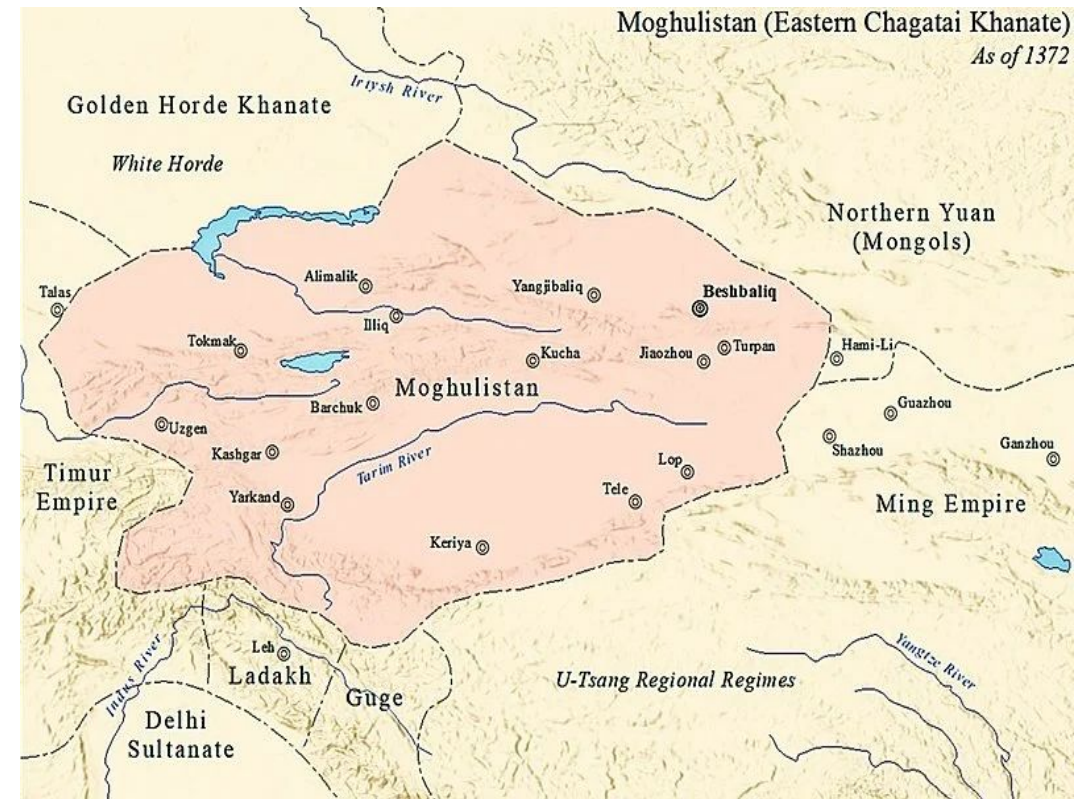 Moghulistan (Eastern Chagatai Khanate)
As of 1372
Irtysh River
Golden Horde Khanate
White Horde
Northern Yuan
(Mongols)
Talas
Alimalik
Yangjibaliq
Beshbaliq
Illiq
Tokmak
Kucha
Jiaozhou
Turpan
Hami-Li
Moghulistan
Barchuk
Guazhou
Uzgen
Shazhou
Ganzhou
Kashgar
Tarim River
Lop
Timur
Empire
Yarkand
Tele
Ming Empire
Keriya
Leh
Ladakh
Indus River
Guge
U-Tsang Regional Regimes
Yangtze River
Delhi
Sultanate